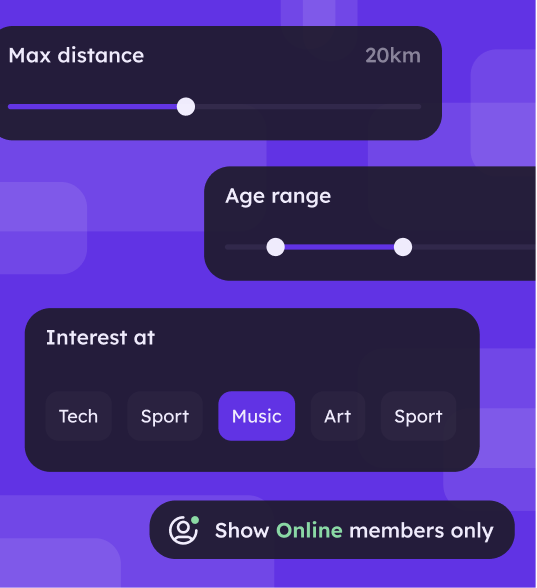 Max distance 20km
Age range
Interest at
Tech Sport Music Art Sport
Show Online members only